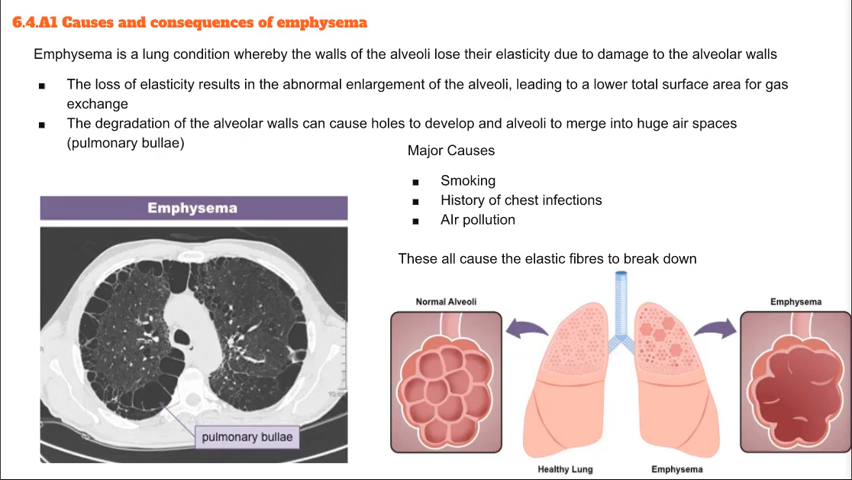 6.4.A1 Causes and consequences of emphysema
Emphysema is a lung condition whereby the walls of the alveoli lose their elasticity due to damage to the alveolar walls
▪ The loss of elasticity results in the abnormal enlargement of the alveoli, leading to a lower total surface area for gas
exchange
▪ The degradation of the alveolar walls can cause holes to develop and alveoli to merge into huge air spaces
(pulmonary bullae)
Major Causes
▪ Smoking
▪ History of chest infections
▪ AIr pollution
These all cause the elastic fibres to break down
Emphysema
pulmonary bullae
Normal Alveoli
Emphysema
Healthy Lung
Emphysema